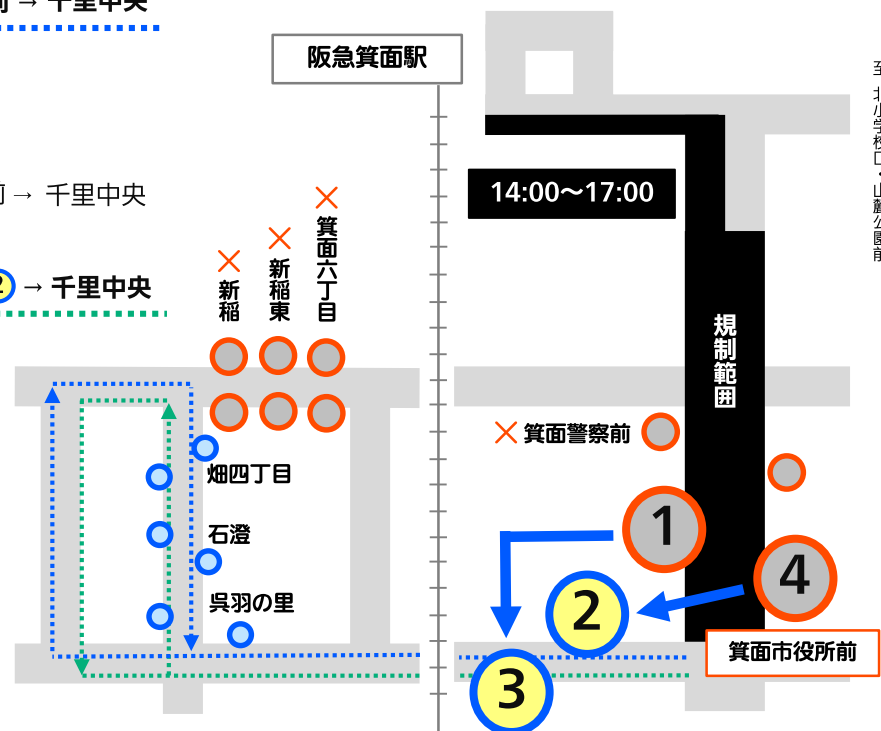 → 千里中央
阪急箕面駅
至 北小学校口・山麓公園前
14:00〜17:00
前 → 千里中央
× 箕面六丁目
× 新稲東
× 新稲
2 → 千里中央
規制範囲
× 箕面警察前
畑四丁目
1
石澄
4
呉羽の里
2
箕面市役所前
3